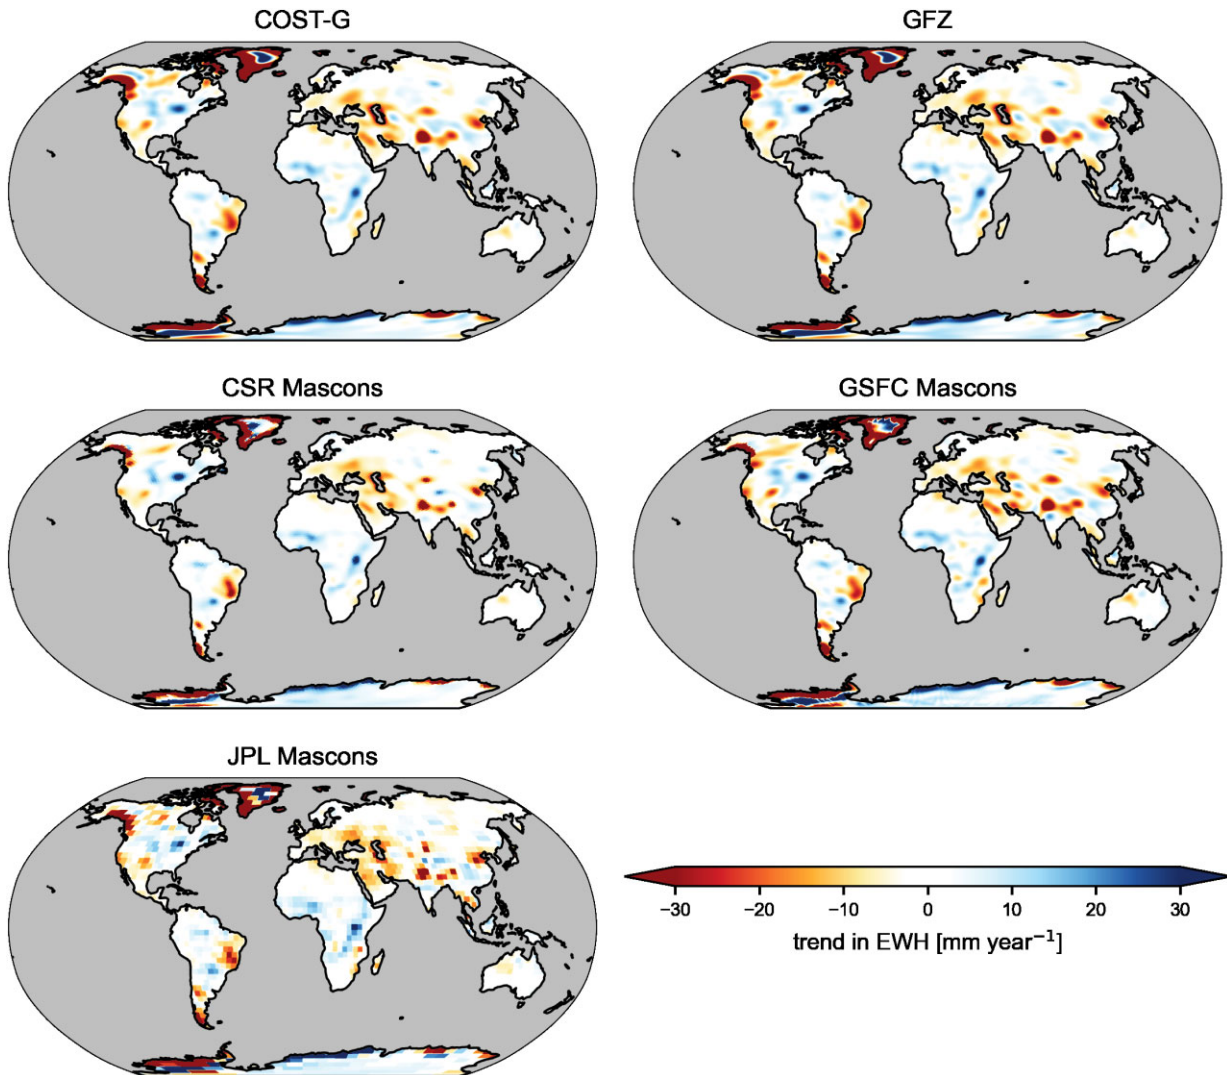 COST-G
GFZ
CSR Mascons
GSFC Mascons
JPL Mascons
−30 −20 −10 0 10 20 30
trend in EWH [mm year⁻¹]